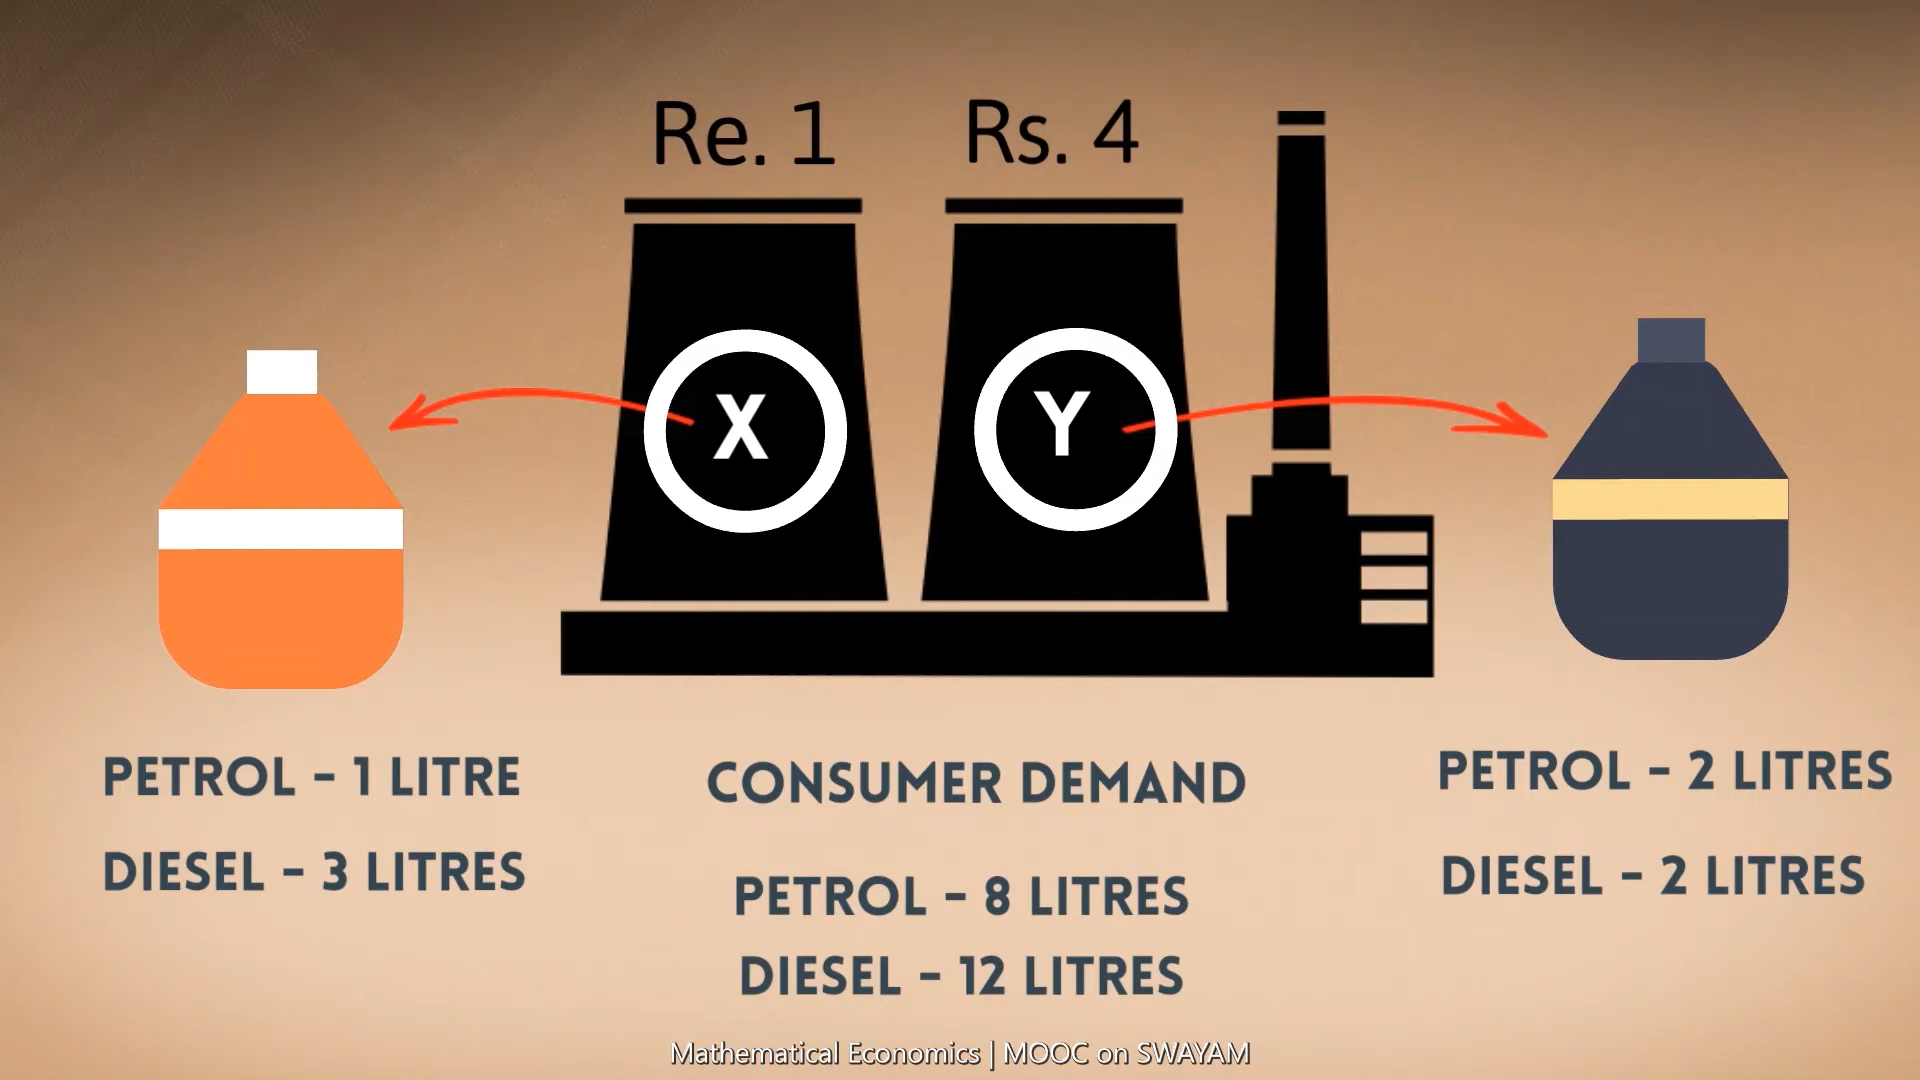 Re. 1
Rs. 4
X
Y
PETROL - 1 LITRE
DIESEL - 3 LITRES
CONSUMER DEMAND
PETROL - 8 LITRES
DIESEL - 12 LITRES
PETROL - 2 LITRES
DIESEL - 2 LITRES
Mathematical Economics | MOOC on SWAYAM